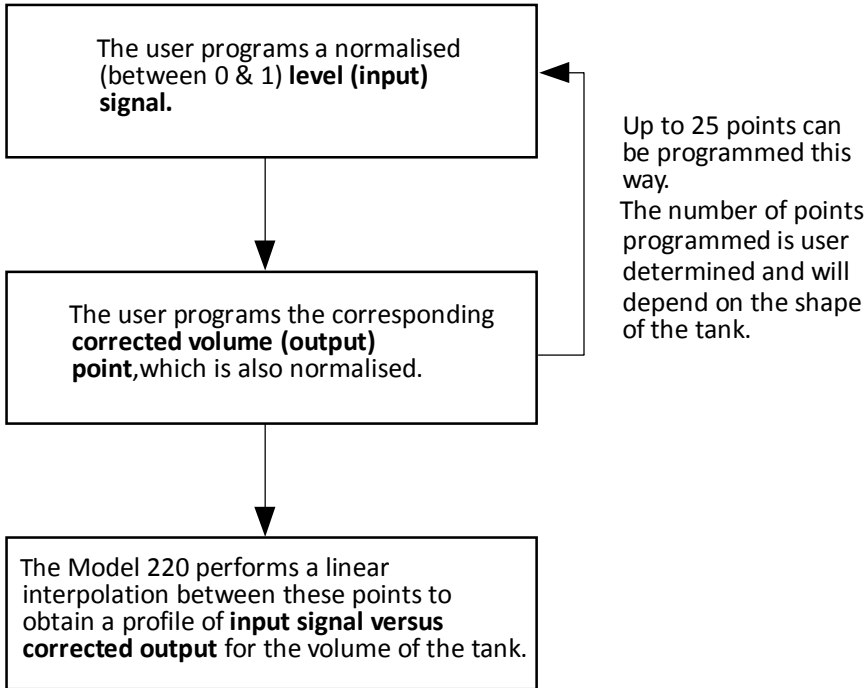 The user programs a normalised
(between 0 & 1) level (input)
signal.
Up to 25 points can
be programmed this
way.
The number of points
programmed is user
determined and will
depend on the shape
of the tank.
The user programs the corresponding
corrected volume (output)
point,which is also normalised.
The Model 220 performs a linear
interpolation between these points to
obtain a profile of input signal versus
corrected output for the volume of the tank.